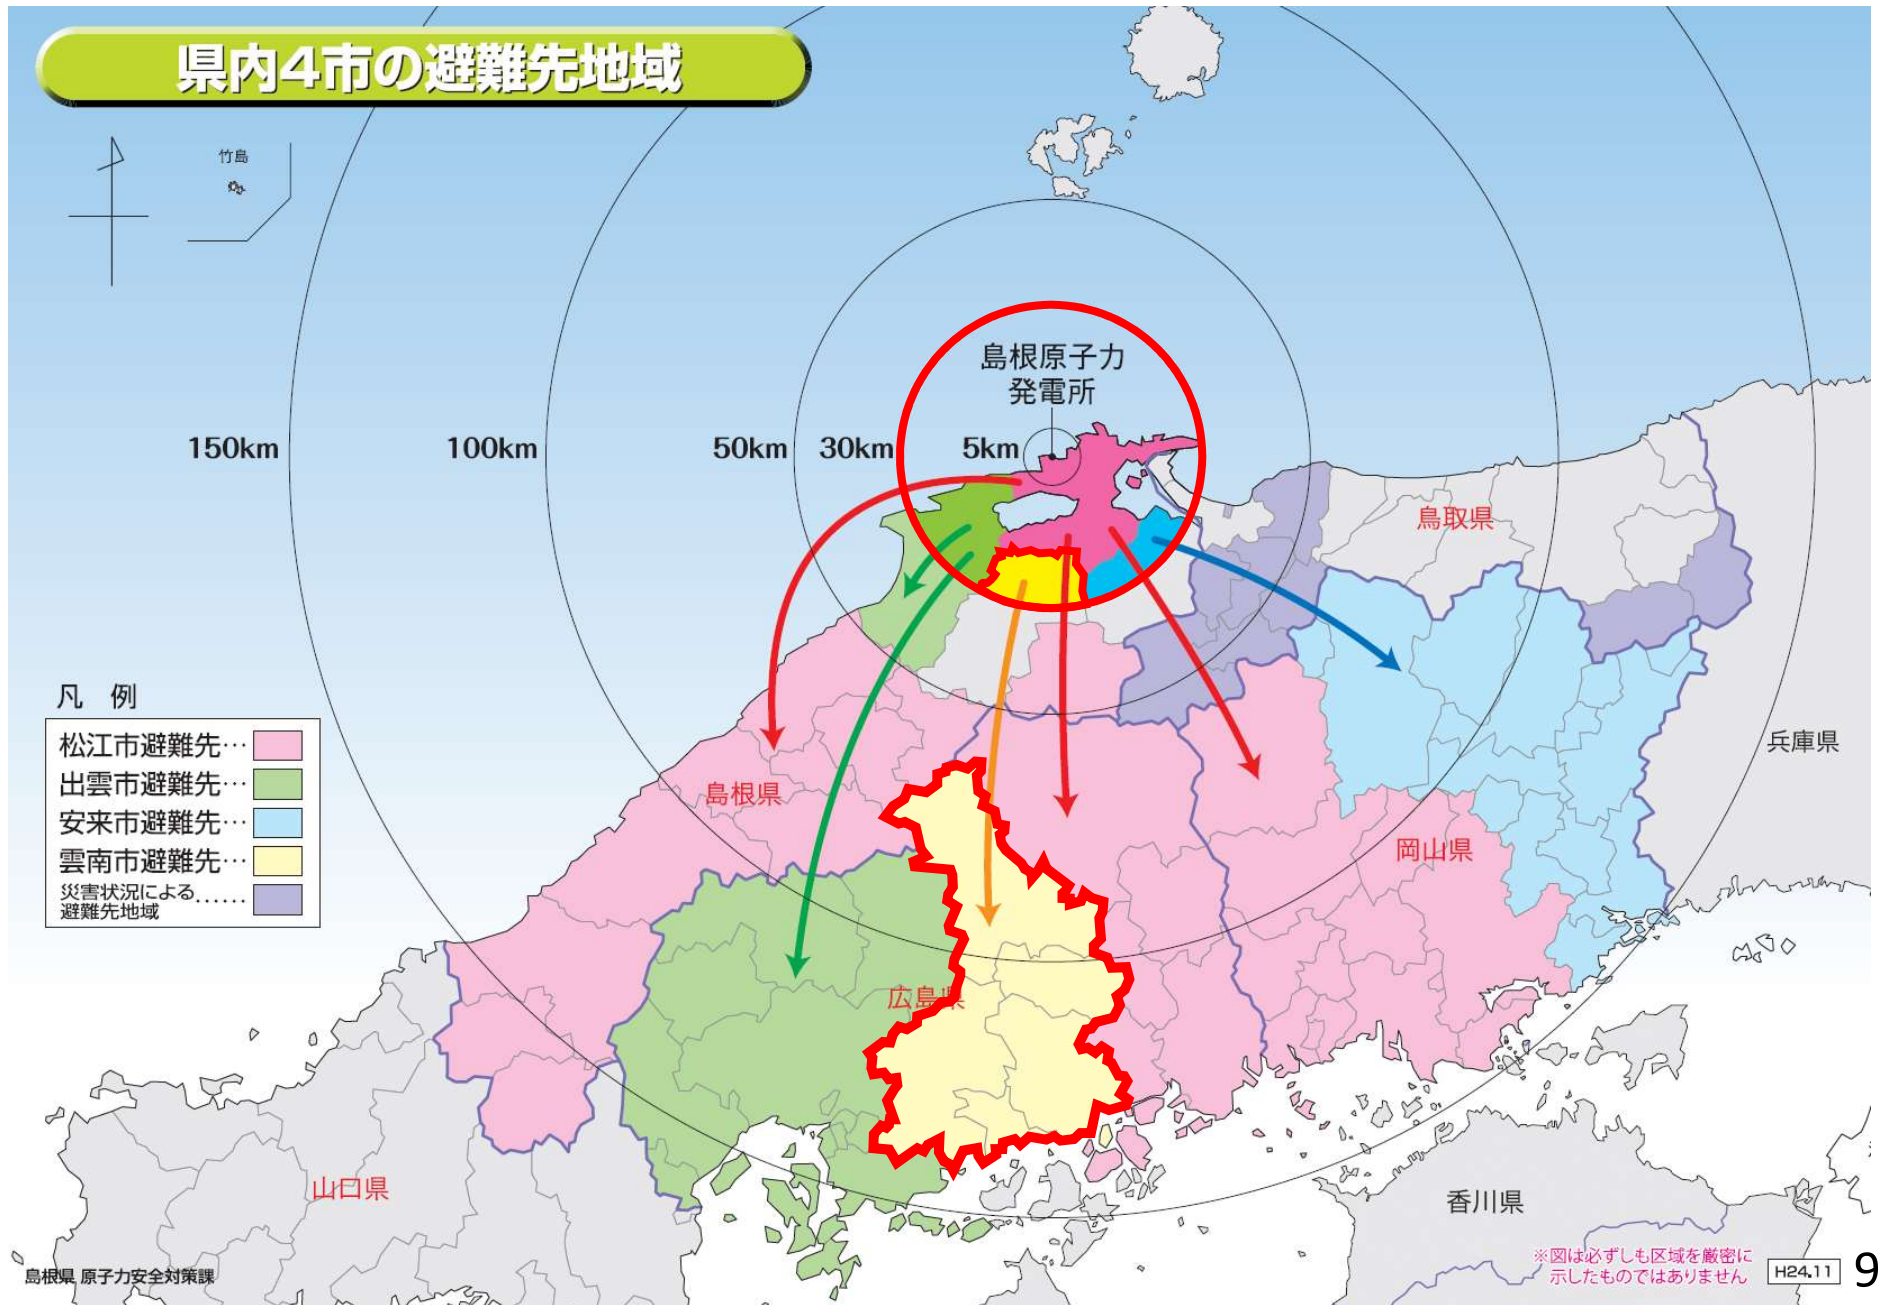 県内4市の避難先地域
竹島
島根原子力
発電所
150km
100km
50km
30km
5km
鳥取県
兵庫県
島根県
岡山県
広島県
山口県
香川県
凡 例
松江市避難先…
出雲市避難先…
安来市避難先…
雲南市避難先…
災害状況による
避難先地域……
島根県 原子力安全対策課
※図は必ずしも区域を厳密に
示したものではありません
H24.11
9